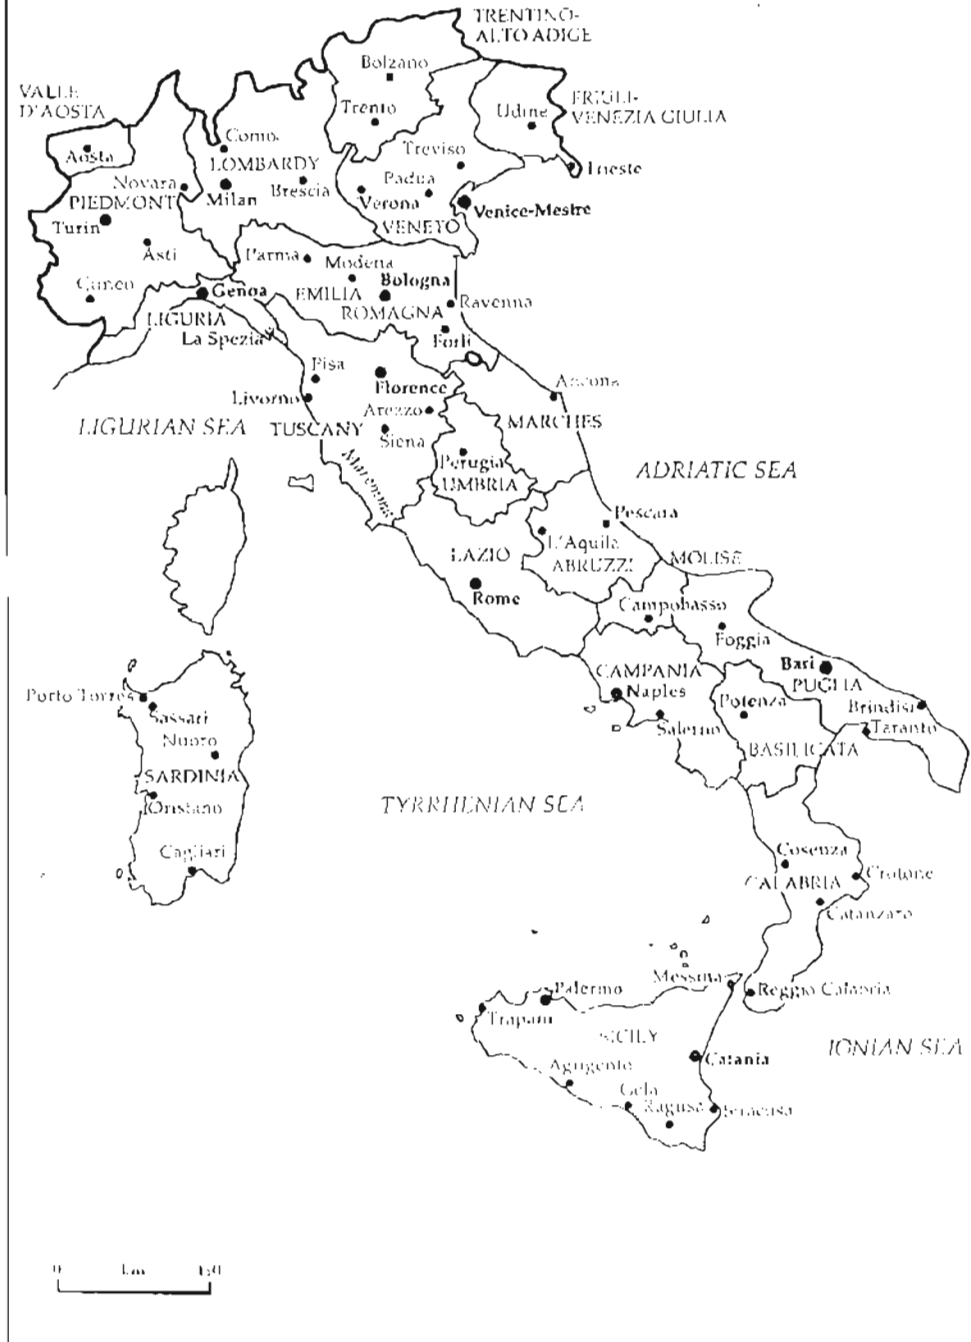 TRENTINO-
ALTO ADIGE
Bolzano
VALLE
D'AOSTA
Trento
Udine
FRIULI-
VENEZIA GIULIA
Como
Treviso
Aosta
LOMBARDY
Trieste
Novara
Brescia
Padua
PIEDMONT
Milan
Verona
Venice-Mestre
Turin
VENETO
Asti
Parma
Modena
Bologna
Cuneo
Genoa
EMILIA
ROMAGNA
Ravenna
LIGURIA
La Spezia
Forlì
Pisa
Florence
Ancona
Livorno
Arezzo
LIGURIAN SEA
TUSCANY
Siena
MARCHES
Maremma
Perugia
UMBRIA
ADRIATIC SEA
Pescara
L'Aquila
LAZIO
ABRUZZI
MOLISE
Rome
Campobasso
Foggia
Bari
CAMPANIA
PUGLIA
Porto Torres
Naples
Potenza
Brindisi
Sassari
Salerno
Taranto
Nuoro
BASILICATA
SARDINIA
Oristano
TYRRHENIAN SEA
Cagliari
Cosenza
CALABRIA
Crotone
Catanzaro
Messina
Palermo
Reggio Calabria
Trapani
SICILY
IONIAN SEA
Catania
Agrigento
Gela
Ragusa
Siracusa
0 km 150